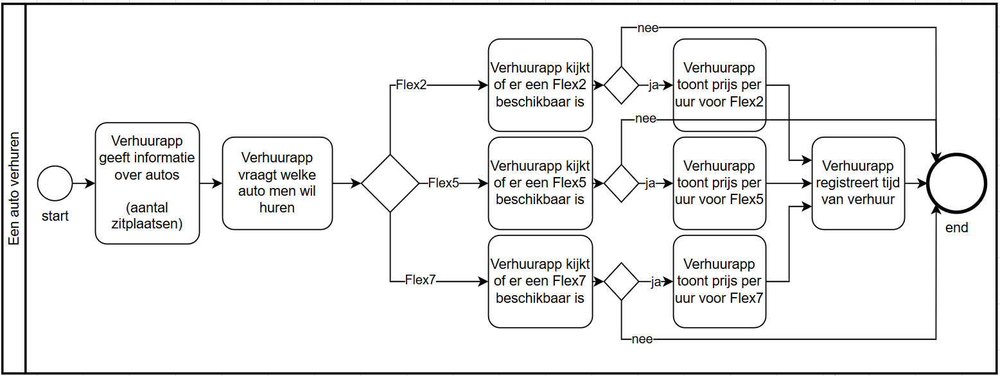 Een auto verhuren
start
Verhuurapp
geeft informatie
over autos
(aantal
zitplaatsen)
Verhuurapp
vraagt welke
auto men wil
huren
Flex2
Verhuurapp kijkt
of er een Flex2
beschikbaar is
nee
ja
Verhuurapp
toont prijs per
uur voor Flex2
Flex5
Verhuurapp kijkt
of er een Flex5
beschikbaar is
nee
ja
Verhuurapp
toont prijs per
uur voor Flex5
Flex7
Verhuurapp kijkt
of er een Flex7
beschikbaar is
ja
nee
Verhuurapp
toont prijs per
uur voor Flex7
Verhuurapp
registreert tijd
van verhuur
end